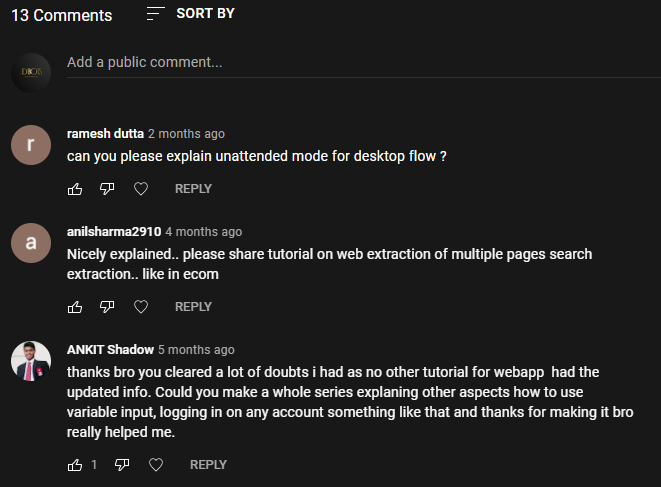 13 Comments
SORT BY
Add a public comment...
r
ramesh dutta 2 months ago
can you please explain unattended mode for desktop flow ?
REPLY
a
anilsharma2910 4 months ago
Nicely explained.. please share tutorial on web extraction of multiple pages search
extraction.. like in ecom
REPLY
ANKIT Shadow 5 months ago
thanks bro you cleared a lot of doubts i had as no other tutorial for webapp  had the
updated info. Could you make a whole series explaning other aspects how to use
variable input, logging in on any account something like that and thanks for making it bro
really helped me.
1
REPLY